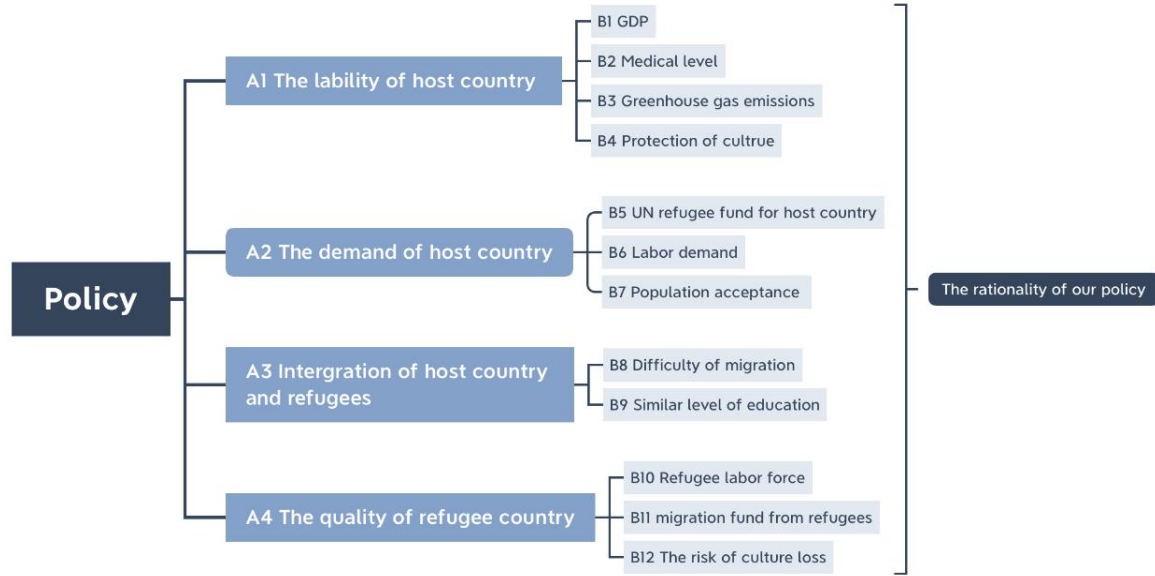 Policy
A1 The lability of host country
B1 GDP
B2 Medical level
B3 Greenhouse gas emissions
B4 Protection of cultrue
A2 The demand of host country
B5 UN refugee fund for host country
B6 Labor demand
B7 Population acceptance
A3 Intergration of host country
and refugees
B8 Difficulty of migration
B9 Similar level of education
A4 The quality of refugee country
B10 Refugee labor force
B11 migration fund from refugees
B12 The risk of culture loss
The rationality of our policy